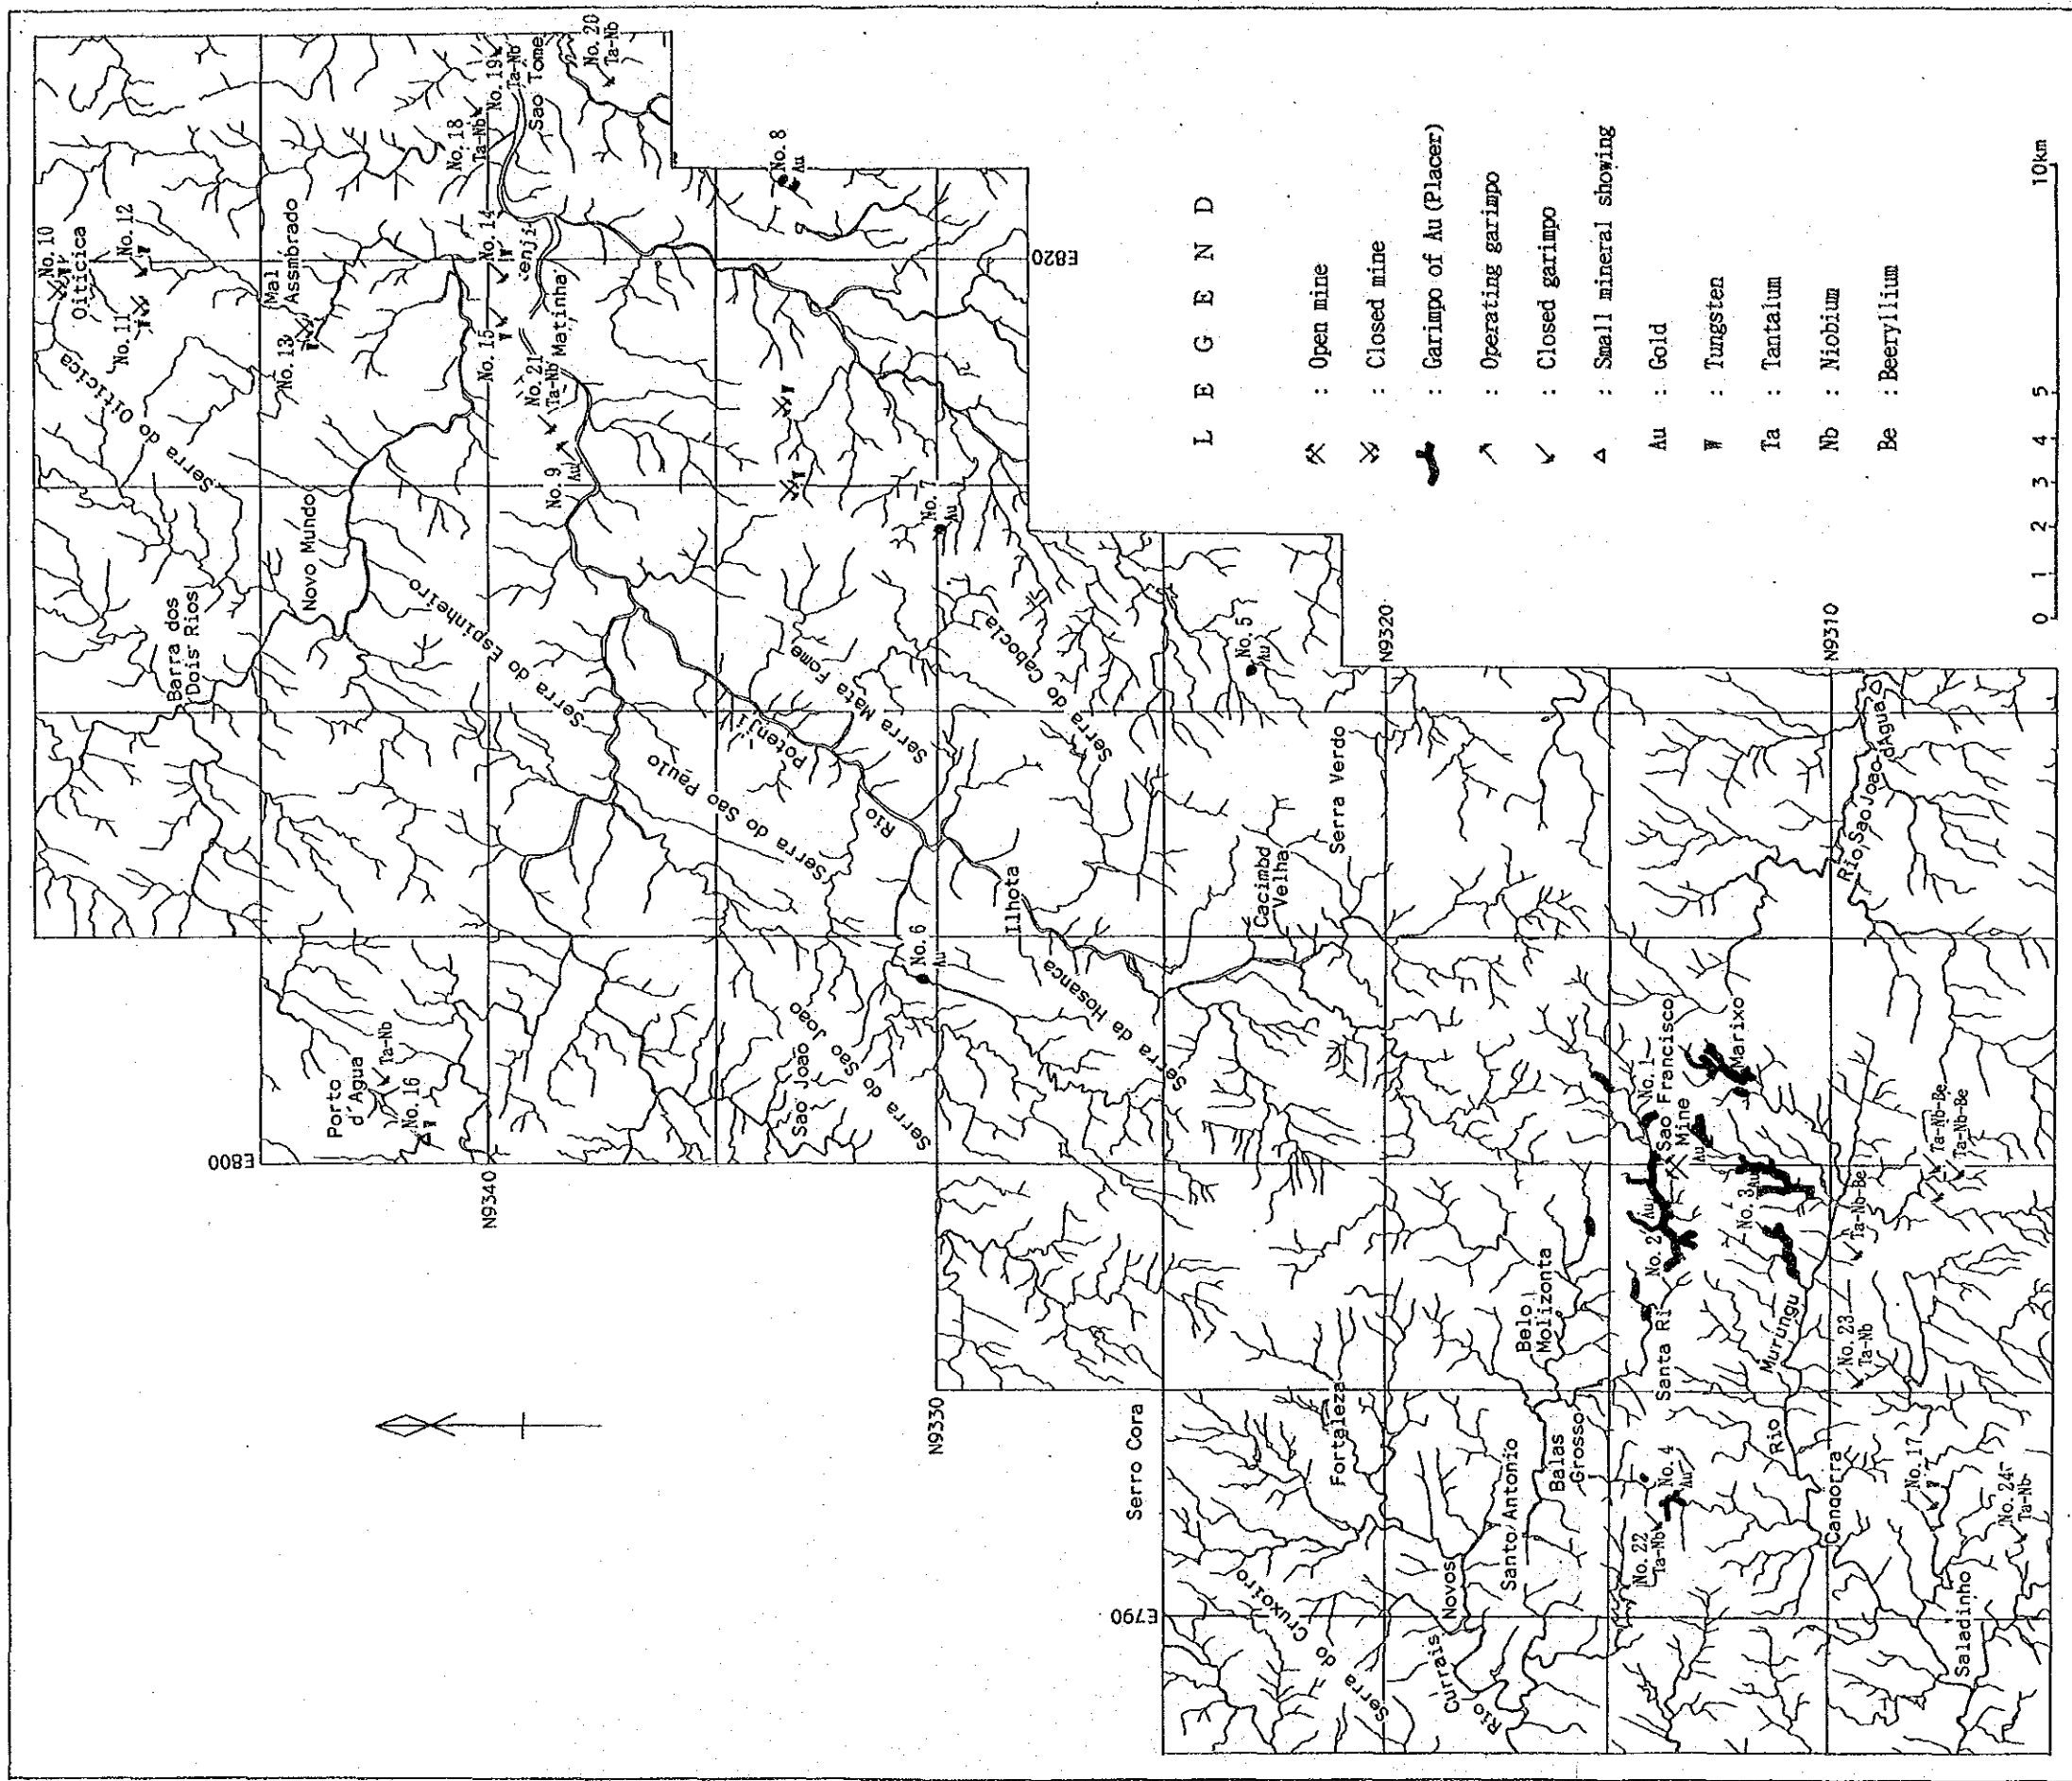 No. 10
Oiticica
No. 11
No. 12
W
W
W
Serra do Oiticica
Mal
Assmbrado
No. 13
W
Barra dos
Dois Rios
Novo Mundo
Serra do Espinheiro
No. 18
Ta-Nb
No. 19
Ta-Nb
Sao Tome
No. 20
Ta-Nb
No. 14
W
No. 15
W
tenji
No. 21
Ta-Nb
Matinha
No. 9
Au
No. 8
Au
W
W
No. 7
Au
Porto
d'Agua
Ta-Nb
No. 16
W
E800
N9340
(Serra do Sao Paulo
Rio
Potenji
Serra Mata Fome
Serra do Cabocla
Sao Joao
Serra do Sao Joao
No. 6
Au
Ilhota
Serra da Hosanca
E820
N9330
Serro Cora
No. 5
Au
Cacimbd
Velha
Serra Verdo
N9320
Fortaleza
E790
Serra do Cruxoiro
Rio
Currais Novos
Santo Antonio
Belo
Molizonta
Balas
Grosso
No. 1
Sao Francisco
Mine
Au
No. 2
Au
Santa Ri
No. 3
Au
Marixo
No. 4
Au
No. 22
Ta-Nb
Rio
Murungu
Canqorra
N9310
Rio Sao Joao d'Agua
Ta-Nb-Be
Ta-Nb-Be
Ta-Nb-Be
No. 23
Ta-Nb
No. 17
W
No. 24
Ta-Nb
Saladinho
L E G E N D
: Open mine
: Closed mine
: Garimpo of Au (Placer)
: Operating garimpo
: Closed garimpo
: Small mineral showing
Au : Gold
W : Tungsten
Ta : Tantalum
Nb : Niobium
Be : Beeryllium
0 1 2 3 4 5 10km